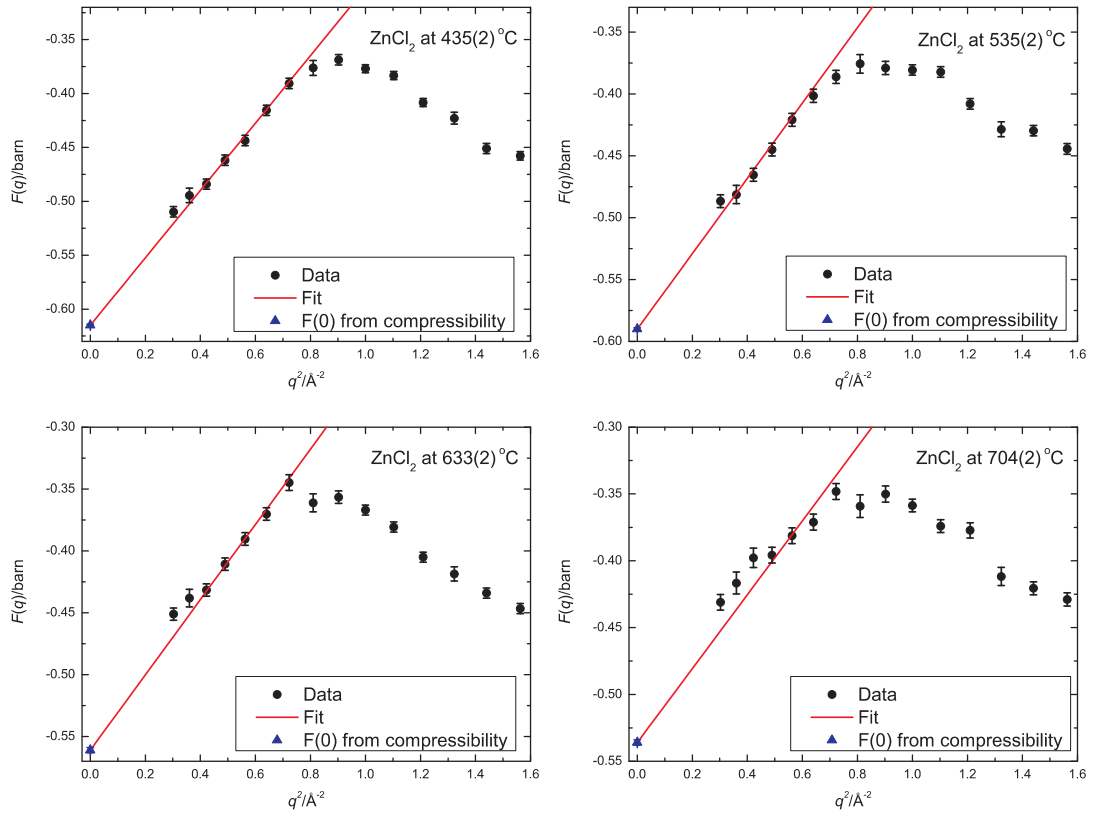 ZnCl2 at 435(2) °C
-0.35
-0.40
-0.45
-0.50
-0.55
-0.60
F(q)/barn
Data
Fit
F(0) from compressibility
0.0 0.2 0.4 0.6 0.8 1.0 1.2 1.4 1.6
q²/Å⁻²
ZnCl2 at 535(2) °C
-0.35
-0.40
-0.45
-0.50
-0.55
-0.60
F(q)/barn
Data
Fit
F(0) from compressibility
0.0 0.2 0.4 0.6 0.8 1.0 1.2 1.4 1.6
q²/Å⁻²
-0.30
ZnCl2 at 633(2) °C
-0.35
-0.40
-0.45
-0.50
-0.55
F(q)/barn
Data
Fit
F(0) from compressibility
0.0 0.2 0.4 0.6 0.8 1.0 1.2 1.4 1.6
q²/Å⁻²
-0.30
ZnCl2 at 704(2) °C
-0.35
-0.40
-0.45
-0.50
-0.55
F(q)/barn
Data
Fit
F(0) from compressibility
0.0 0.2 0.4 0.6 0.8 1.0 1.2 1.4 1.6
q²/Å⁻²